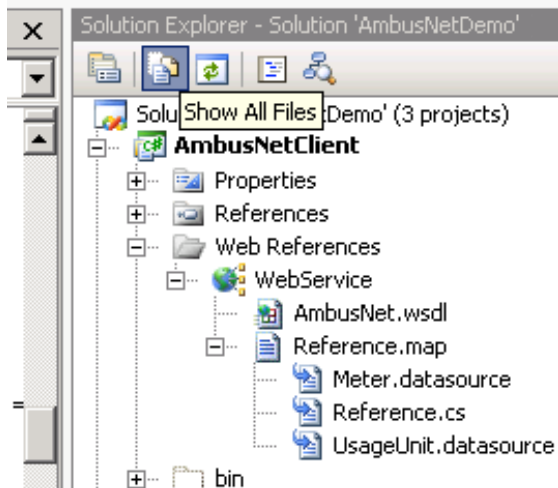 Solution Explorer - Solution 'AmbusNetDemo'
Show All Files
Solu Demo' (3 projects)
AmbusNetClient
Properties
References
Web References
WebService
AmbusNet.wsdl
Reference.map
Meter.datasource
Reference.cs
UsageUnit.datasource
bin